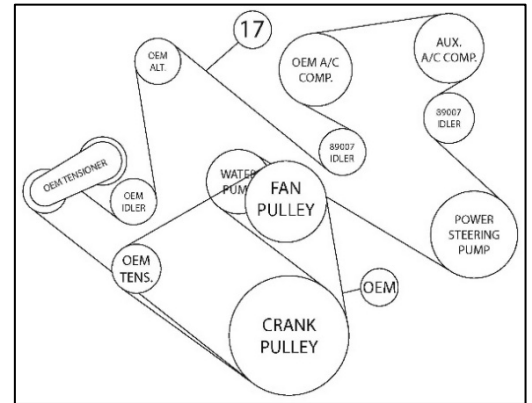 17
OEM
ALT.
OEM A/C
COMP.
AUX.
A/C COMP.
89007
IDLER
89007
IDLER
OEM TENSIONER
OEM
IDLER
WATER
PUMP
FAN
PULLEY
POWER
STEERING
PUMP
OEM
TENS.
OEM
CRANK
PULLEY